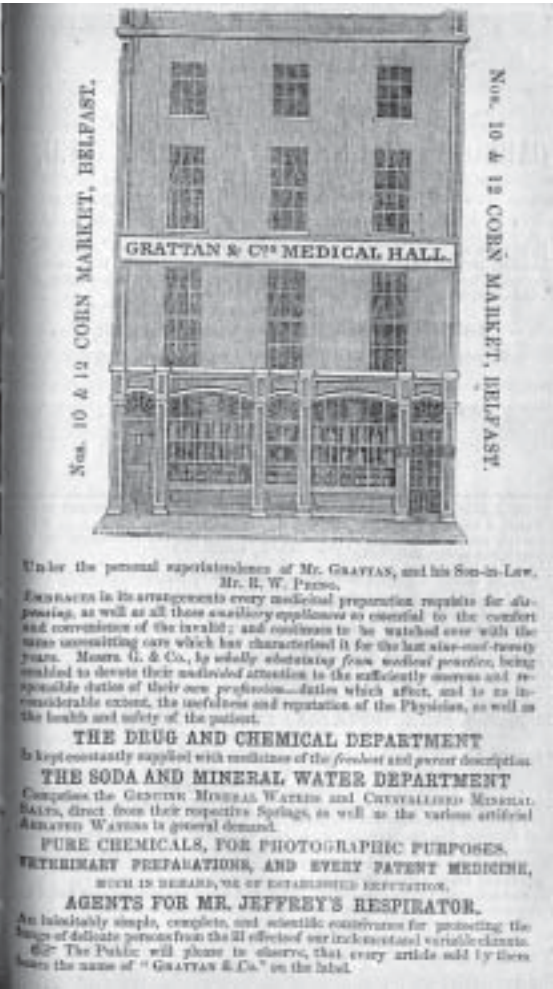 Nos. 10 & 12 CORN MARKET, BELFAST.
GRATTAN & Co's MEDICAL HALL.
Nos. 10 & 12 CORN MARKET, BELFAST.
Under the personal superintendence of Mr. GRATTAN, and his Son-in-Law,
Mr. R. W. PRING,
EMBRACES in its arrangements every medicinal preparation requisite for dis-
pensing, as well as all those auxiliary appliances so essential to the comfort
and convenience of the invalid; and continues to be watched over with the
same unremitting care which has characterised it for the last nine-and-twenty
years. Messrs. G. & Co., by wholly abstaining from medical practice, being
enabled to devote their undivided attention to the sufficiently onerous and re-
sponsible duties of their own profession—duties which affect, and to no in-
considerable extent, the usefulness and reputation of the Physician, as well as
the health and safety of the patient.
THE DRUG AND CHEMICAL DEPARTMENT
Is kept constantly supplied with medicines of the freshest and purest description
THE SODA AND MINERAL WATER DEPARTMENT
Comprises the GENUINE MINERAL WATERS and CRYSTALLISED MINERAL
SALTS, direct from their respective Springs, as well as the various artificial
AERATED WATERS in general demand.
PURE CHEMICALS, FOR PHOTOGRAPHIC PURPOSES,
VETERINARY PREPARATIONS, AND EVERY PATENT MEDICINE,
MUCH IN DEMAND, OR OF ESTABLISHED REPUTATION.
AGENTS FOR MR. JEFFREY'S RESPIRATOR.
An inimitably simple, complete, and scientific contrivance for protecting the
lungs of delicate persons from the ill effects of our inclement and variable climate.
☞ The Public will please to observe, that every article sold by them
bears the name of "GRATTAN & Co." on the label.